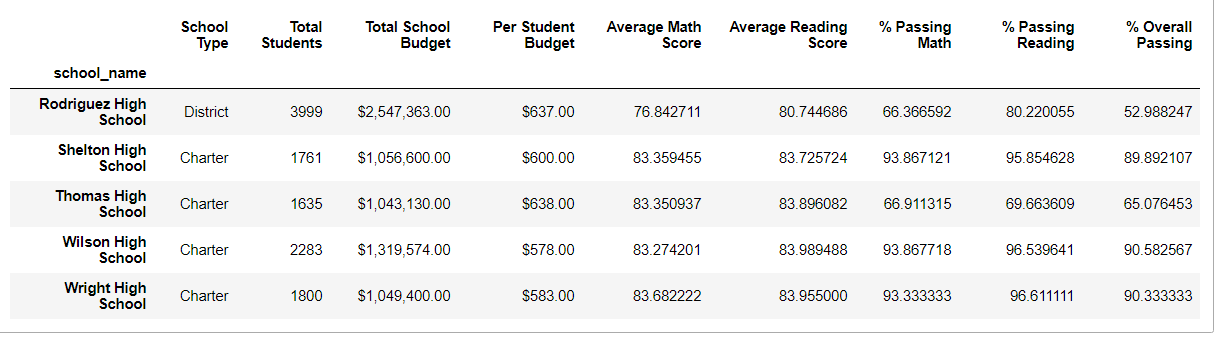 School Type Total Students Total School Budget Per Student Budget Average Math Score Average Reading Score % Passing Math % Passing Reading % Overall Passing
school_name
Rodriguez High School District 3999 $2,547,363.00 $637.00 76.842711 80.744686 66.366592 80.220055 52.988247
Shelton High School Charter 1761 $1,056,600.00 $600.00 83.359455 83.725724 93.867121 95.854628 89.892107
Thomas High School Charter 1635 $1,043,130.00 $638.00 83.350937 83.896082 66.911315 69.663609 65.076453
Wilson High School Charter 2283 $1,319,574.00 $578.00 83.274201 83.989488 93.867718 96.539641 90.582567
Wright High School Charter 1800 $1,049,400.00 $583.00 83.682222 83.955000 93.333333 96.611111 90.333333